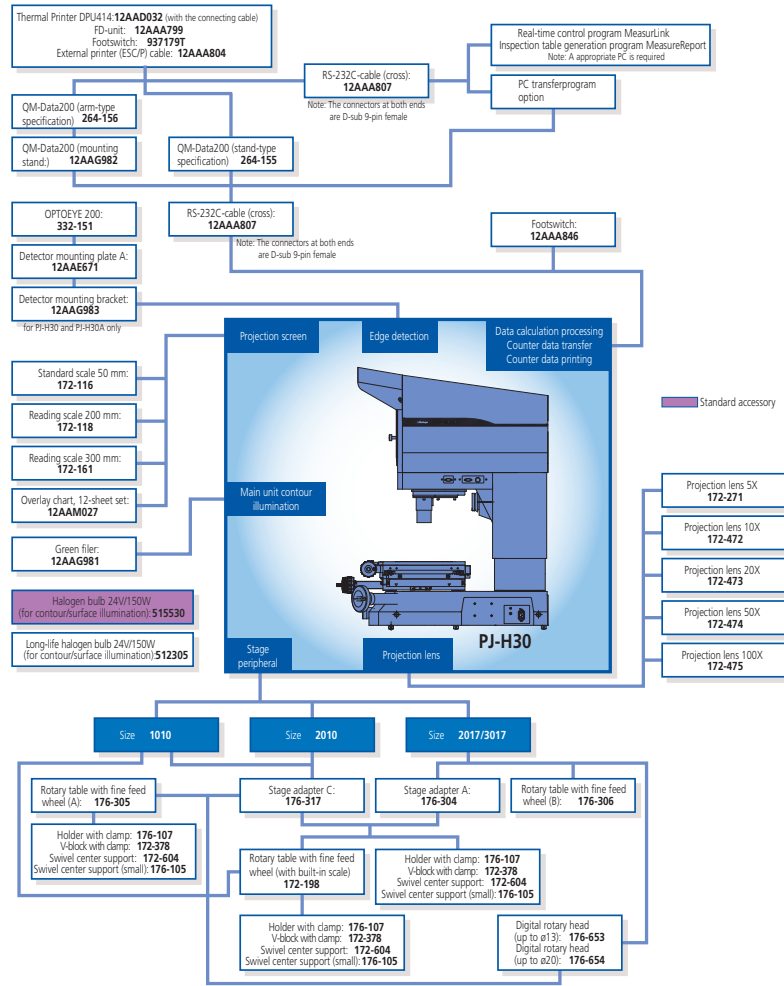 Thermal Printer DPU414:12AAD032 (with the connecting cable)
FD-unit: 12AAA799
Footswitch: 937179T
External printer (ESC/P) cable: 12AAA804
Real-time control program MeasurLink
Inspection table generation program MeasureReport
Note: A appropriate PC is required
RS-232C-cable (cross):
12AAA807
Note: The connectors at both ends
are D-sub 9-pin female
PC transferprogram
option
QM-Data200 (arm-type
specification) 264-156
QM-Data200 (mounting
stand:) 12AAG982
QM-Data200 (stand-type
specification) 264-155
OPTOEYE 200:
332-151
RS-232C-cable (cross):
12AAA807
Note: The connectors at both ends
are D-sub 9-pin female
Footswitch:
12AAA846
Detector mounting plate A:
12AAE671
Detector mounting bracket:
12AAG983
for PJ-H30 and PJ-H30A only
Projection screen
Edge detection
Data calculation processing
Counter data transfer
Counter data printing
Standard scale 50 mm:
172-116
Reading scale 200 mm:
172-118
Reading scale 300 mm:
172-161
Overlay chart, 12-sheet set:
12AAM027
Green filer:
12AAG981
Halogen bulb 24V/150W
(for contour/surface illumination):515530
Long-life halogen bulb 24V/150W
(for contour/surface illumination):512305
Main unit contour
illumination
Standard accessory
Projection lens 5X
172-271
Projection lens 10X
172-472
Projection lens 20X
172-473
Projection lens 50X
172-474
Projection lens 100X
172-475
PJ-H30
Stage
peripheral
Projection lens
Size 1010
Size 2010
Size 2017/3017
Rotary table with fine feed
wheel (A): 176-305
Stage adapter C:
176-317
Stage adapter A:
176-304
Rotary table with fine feed
wheel (B): 176-306
Holder with clamp: 176-107
V-block with clamp: 172-378
Swivel center support: 172-604
Swivel center support (small):176-105
Rotary table with fine feed
wheel (with built-in scale)
172-198
Holder with clamp: 176-107
V-block with clamp: 172-378
Swivel center support: 172-604
Swivel center support (small):176-105
Holder with clamp: 176-107
V-block with clamp: 172-378
Swivel center support: 172-604
Swivel center support (small):176-105
Digital rotary head
(up to ø13): 176-653
Digital rotary head
(up to ø20): 176-654